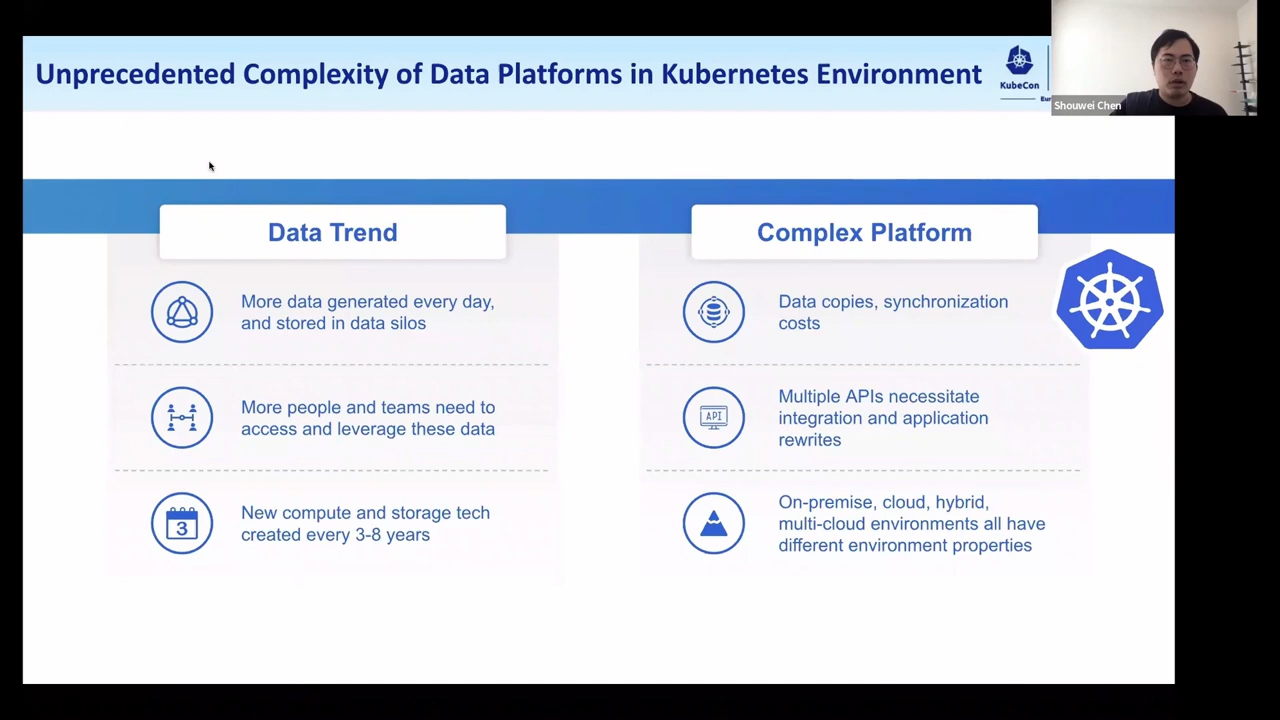 Unprecedented Complexity of Data Platforms in Kubernetes Environment
KubeCon
Shouwei Chen
Data Trend
More data generated every day,
and stored in data silos
More people and teams need to
access and leverage these data
3
New compute and storage tech
created every 3-8 years
Complex Platform
Data copies, synchronization
costs
API
Multiple APIs necessitate
integration and application
rewrites
On-premise, cloud, hybrid,
multi-cloud environments all have
different environment properties